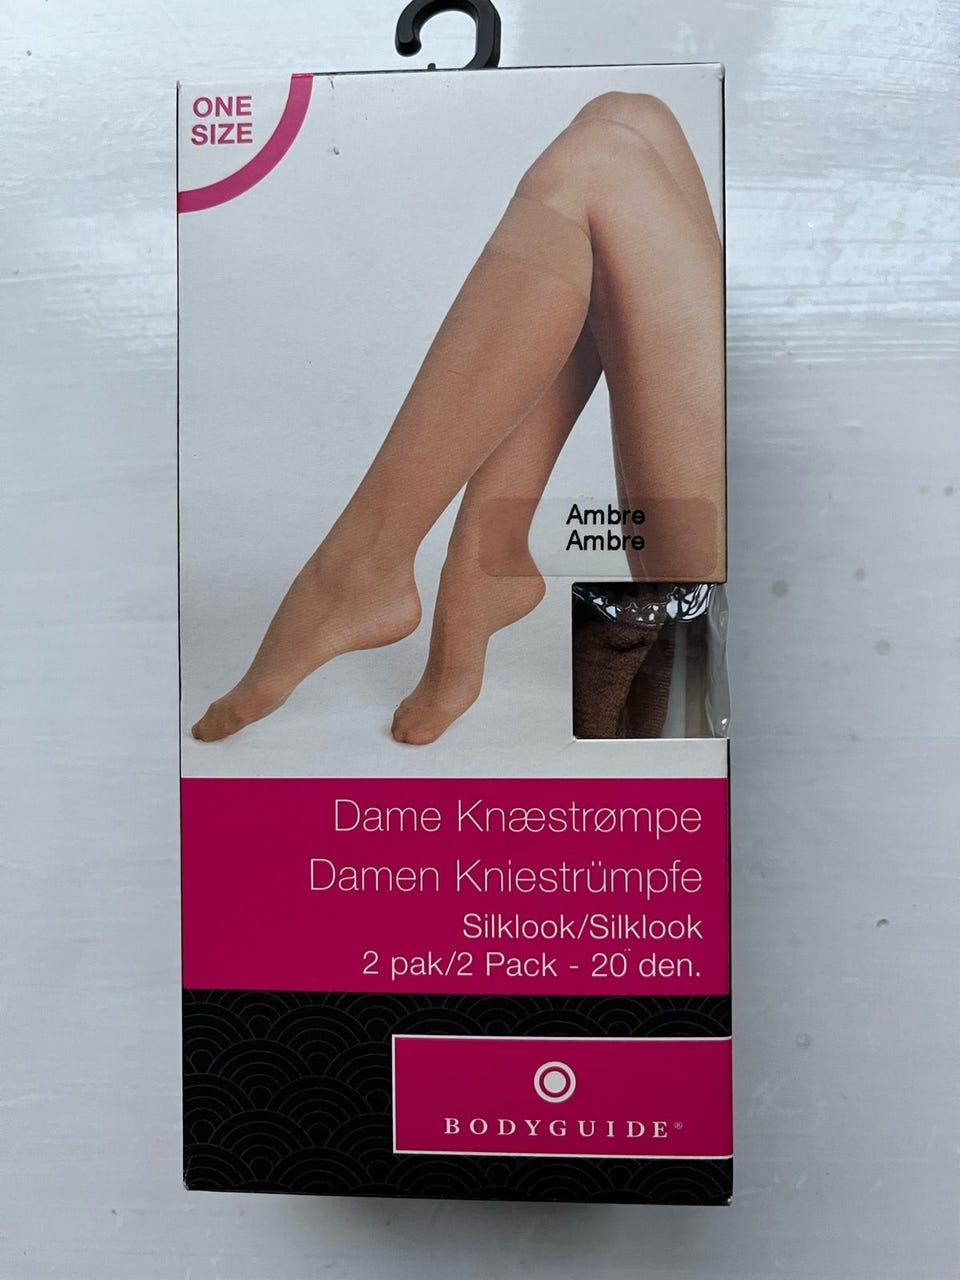 ONE
SIZE
Ambre
Ambre
Dame Knæstrømpe
Damen Kniestrümpfe
Silklook/Silklook
2 pak/2 Pack - 20 den.
BODYGUIDE®